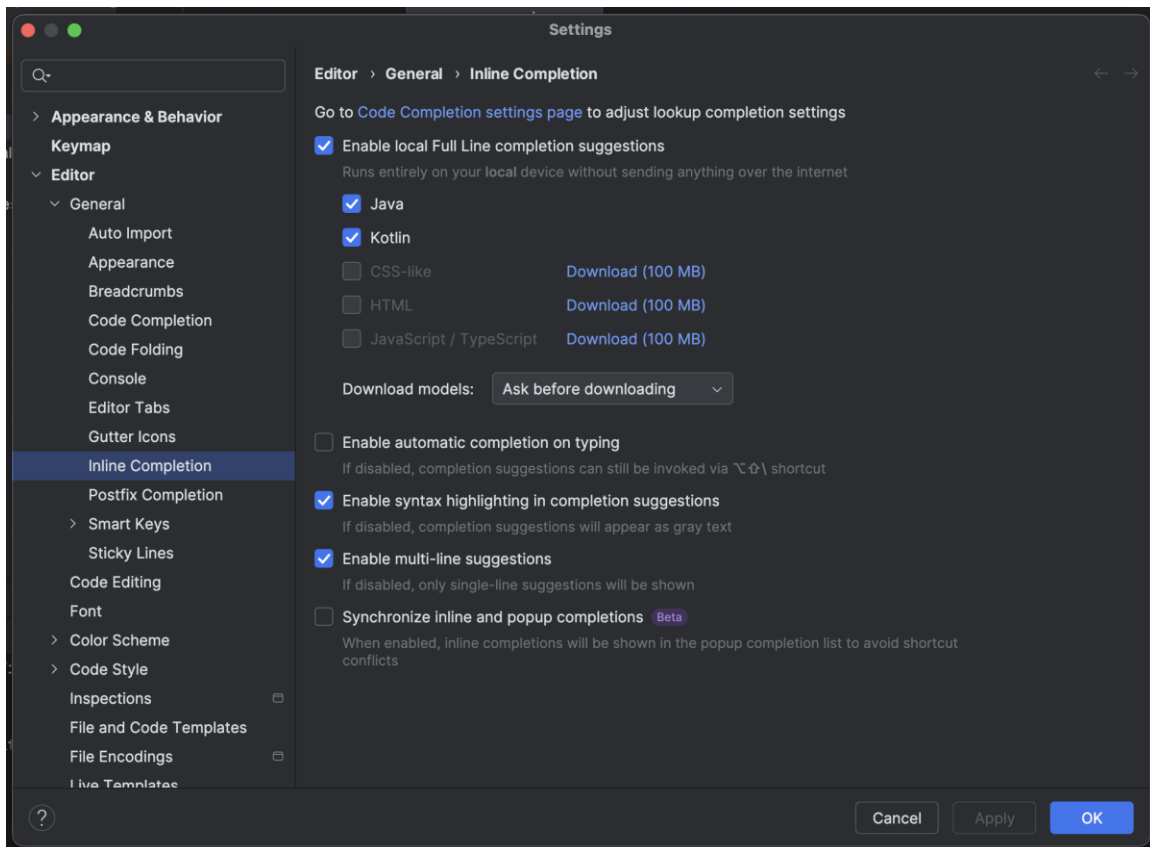 Settings
Appearance & Behavior
Keymap
Editor
General
Auto Import
Appearance
Breadcrumbs
Code Completion
Code Folding
Console
Editor Tabs
Gutter Icons
Inline Completion
Postfix Completion
Smart Keys
Sticky Lines
Code Editing
Font
Color Scheme
Code Style
Inspections
File and Code Templates
File Encodings
Live Templates
Editor › General › Inline Completion
Go to Code Completion settings page to adjust lookup completion settings
Enable local Full Line completion suggestions
Runs entirely on your local device without sending anything over the internet
Java
Kotlin
CSS-like Download (100 MB)
HTML Download (100 MB)
JavaScript / TypeScript Download (100 MB)
Download models: Ask before downloading
Enable automatic completion on typing
If disabled, completion suggestions can still be invoked via ⌥⇧\ shortcut
Enable syntax highlighting in completion suggestions
If disabled, completion suggestions will appear as gray text
Enable multi-line suggestions
If disabled, only single-line suggestions will be shown
Synchronize inline and popup completions Beta
When enabled, inline completions will be shown in the popup completion list to avoid shortcut
conflicts
? Cancel Apply OK